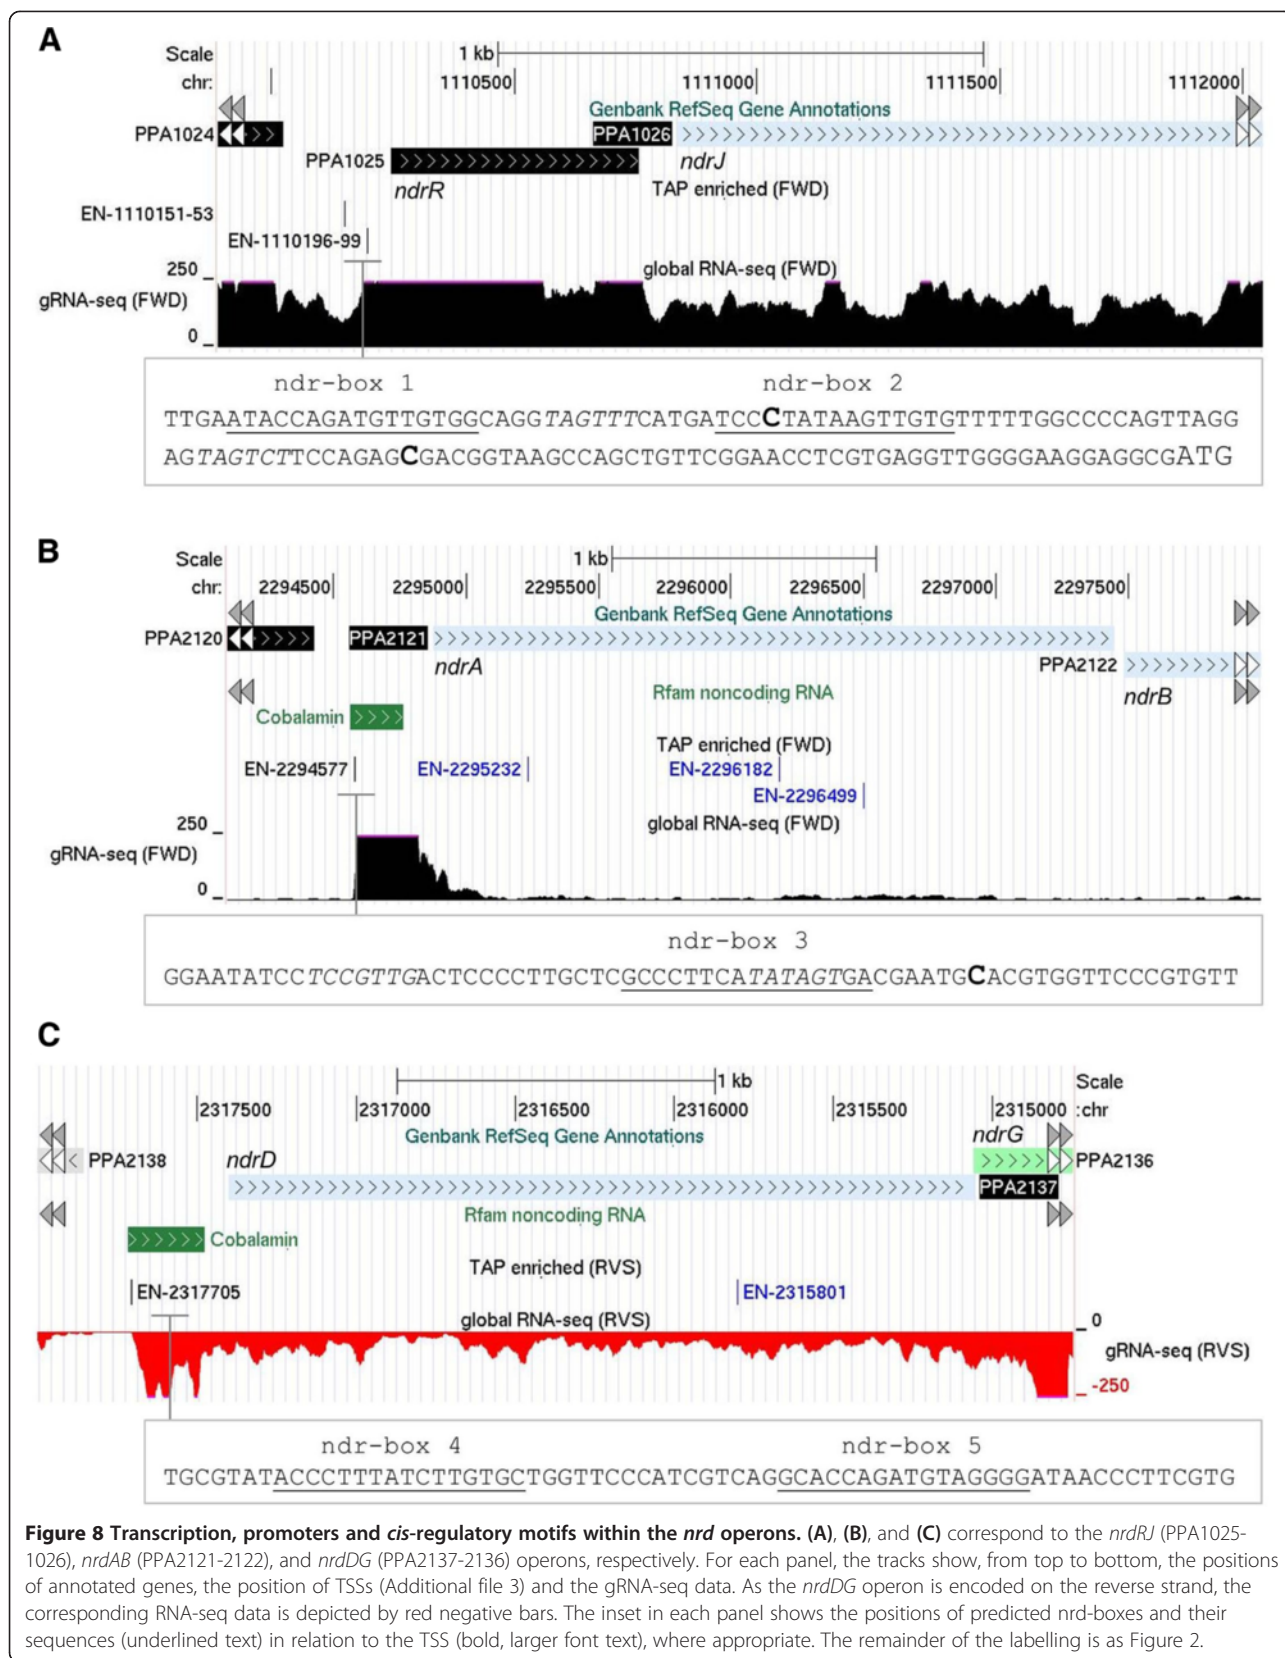 A
Scale
1 kb
chr:
1110500
1111000
1111500
1112000
Genbank RefSeq Gene Annotations
PPA1024
PPA1026
PPA1025
ndrJ
ndrR
TAP enriched (FWD)
EN-1110151-53
EN-1110196-99
global RNA-seq (FWD)
250
gRNA-seq (FWD)
0
ndr-box 1
ndr-box 2
TTGAATACCAGATGTTGTGGCAGGTAGTTTCATGATCCCTATAAGTTGTGTTTTTGGCCCCAGTTAGG
AGTAGTCTTCCAGAGCGACGGTAAGCCAGCTGTTCGGAACCTCGTGAGGTTGGGGAAGGAGGCGATG
B
Scale
1 kb
chr:
2294500
2295000
2295500
2296000
2296500
2297000
2297500
Genbank RefSeq Gene Annotations
PPA2120
PPA2121
ndrA
PPA2122
ndrB
Rfam noncoding RNA
Cobalamin
TAP enriched (FWD)
EN-2294577
EN-2295232
EN-2296182
EN-2296499
global RNA-seq (FWD)
250
gRNA-seq (FWD)
0
ndr-box 3
GGAATATCCTCCGTTGACTCCCCTTGCTCGCCCTTCATATAGTGACGAATGCACGTGGTTCCCGTGTT
C
1 kb
Scale
2317500
2317000
2316500
2316000
2315500
2315000
:chr
Genbank RefSeq Gene Annotations
ndrG
PPA2138
ndrD
PPA2136
PPA2137
Rfam noncoding RNA
Cobalamin
TAP enriched (RVS)
EN-2317705
EN-2315801
global RNA-seq (RVS)
0
gRNA-seq (RVS)
-250
ndr-box 4
ndr-box 5
TGCGTATACCCTTTATCTTGTGCTGGTTCCCATCGTCAGGCACCAGATGTAGGGGATAACCCTTCGTG
Figure 8 Transcription, promoters and cis-regulatory motifs within the nrd operons. (A), (B), and (C) correspond to the nrdRJ (PPA1025-
1026), nrdAB (PPA2121-2122), and nrdDG (PPA2137-2136) operons, respectively. For each panel, the tracks show, from top to bottom, the positions
of annotated genes, the position of TSSs (Additional file 3) and the gRNA-seq data. As the nrdDG operon is encoded on the reverse strand, the
corresponding RNA-seq data is depicted by red negative bars. The inset in each panel shows the positions of predicted nrd-boxes and their
sequences (underlined text) in relation to the TSS (bold, larger font text), where appropriate. The remainder of the labelling is as Figure 2.